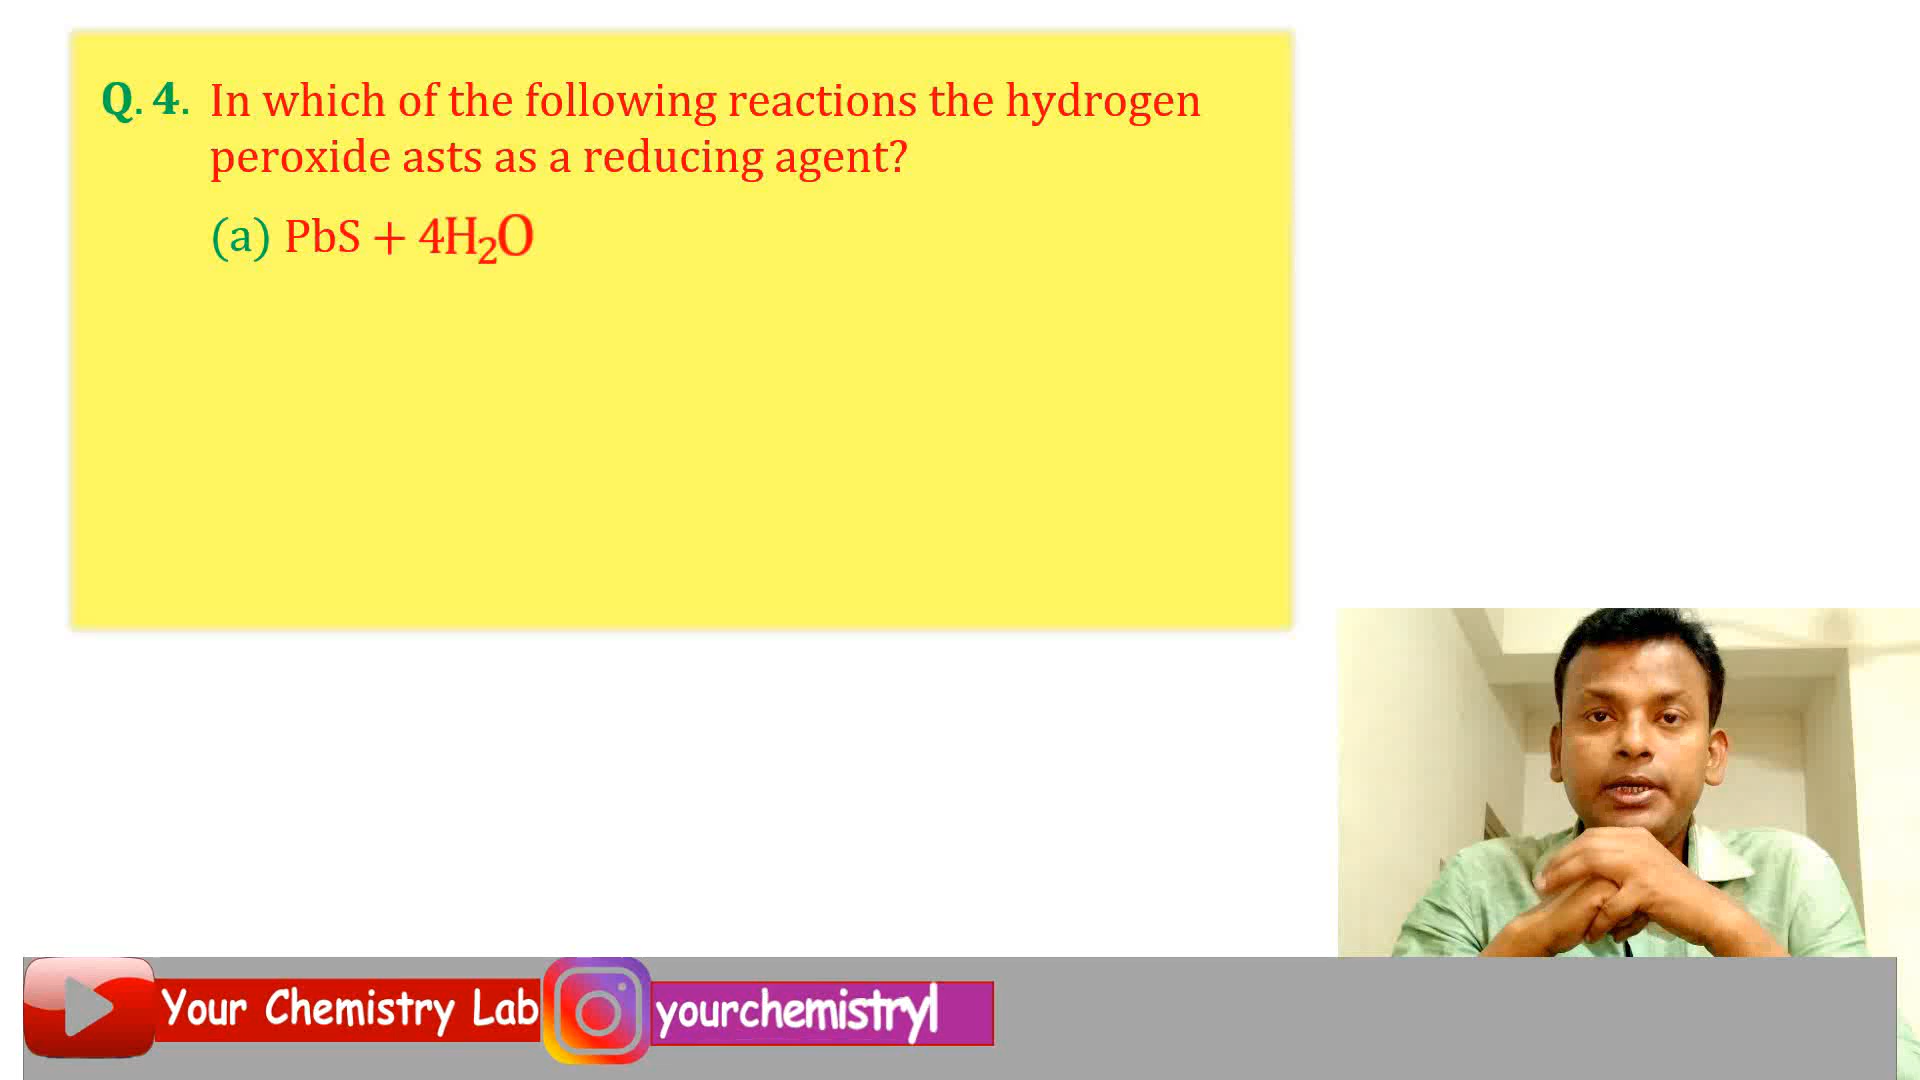 Q. 4. In which of the following reactions the hydrogen
peroxide asts as a reducing agent?
(a) PbS + 4H₂O
Your Chemistry Lab
yourchemistryl